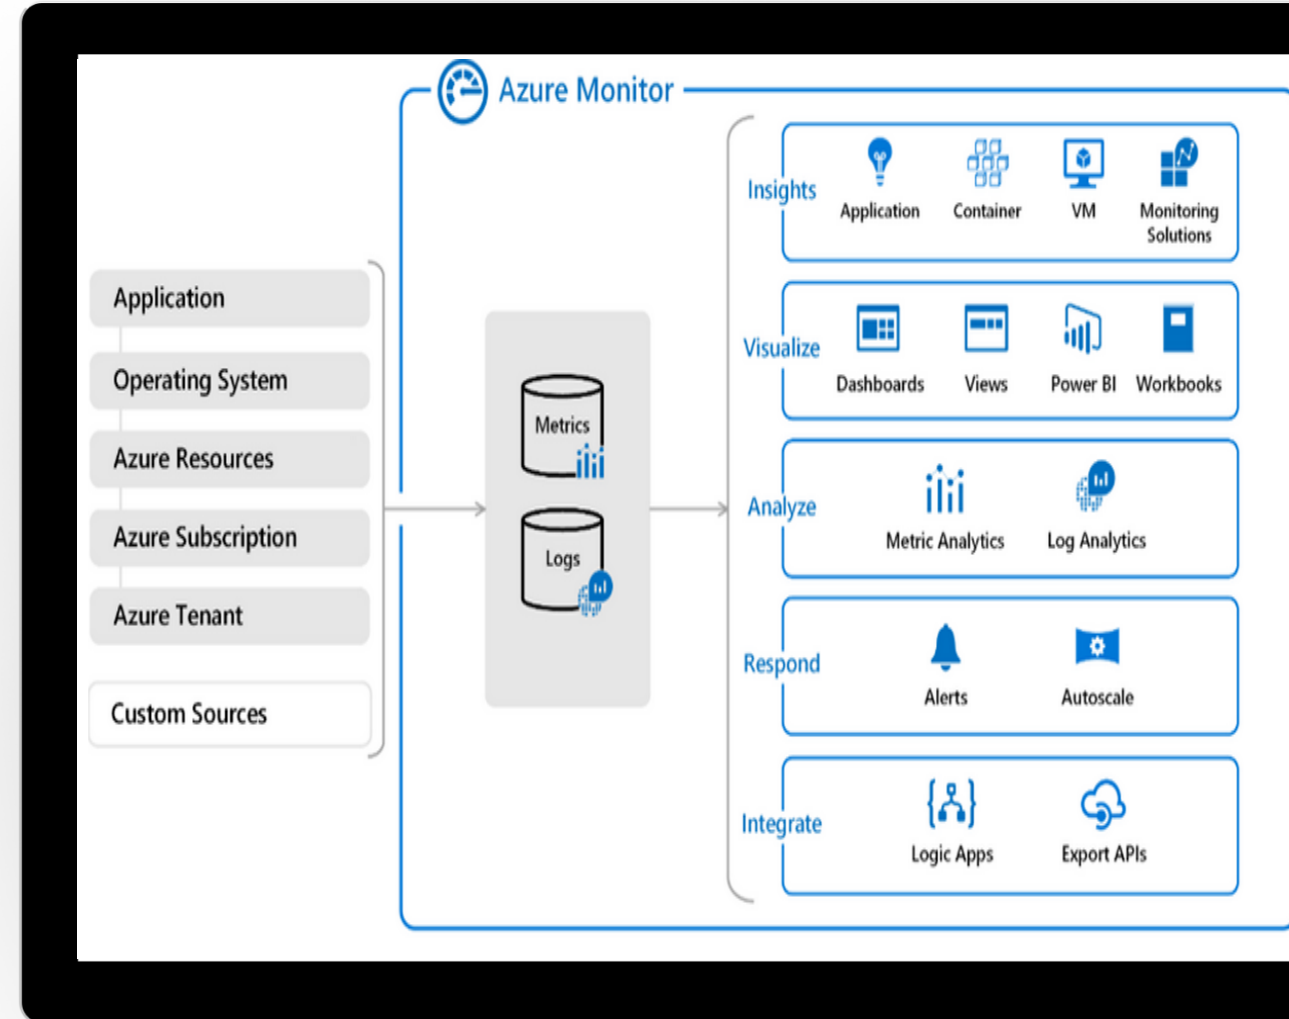 Azure Monitor
Application
Operating System
Azure Resources
Azure Subscription
Azure Tenant
Custom Sources
Metrics
Logs
Insights
Application
Container
VM
Monitoring
Solutions
Visualize
Dashboards
Views
Power BI
Workbooks
Analyze
Metric Analytics
Log Analytics
Respond
Alerts
Autoscale
Integrate
Logic Apps
Export APIs